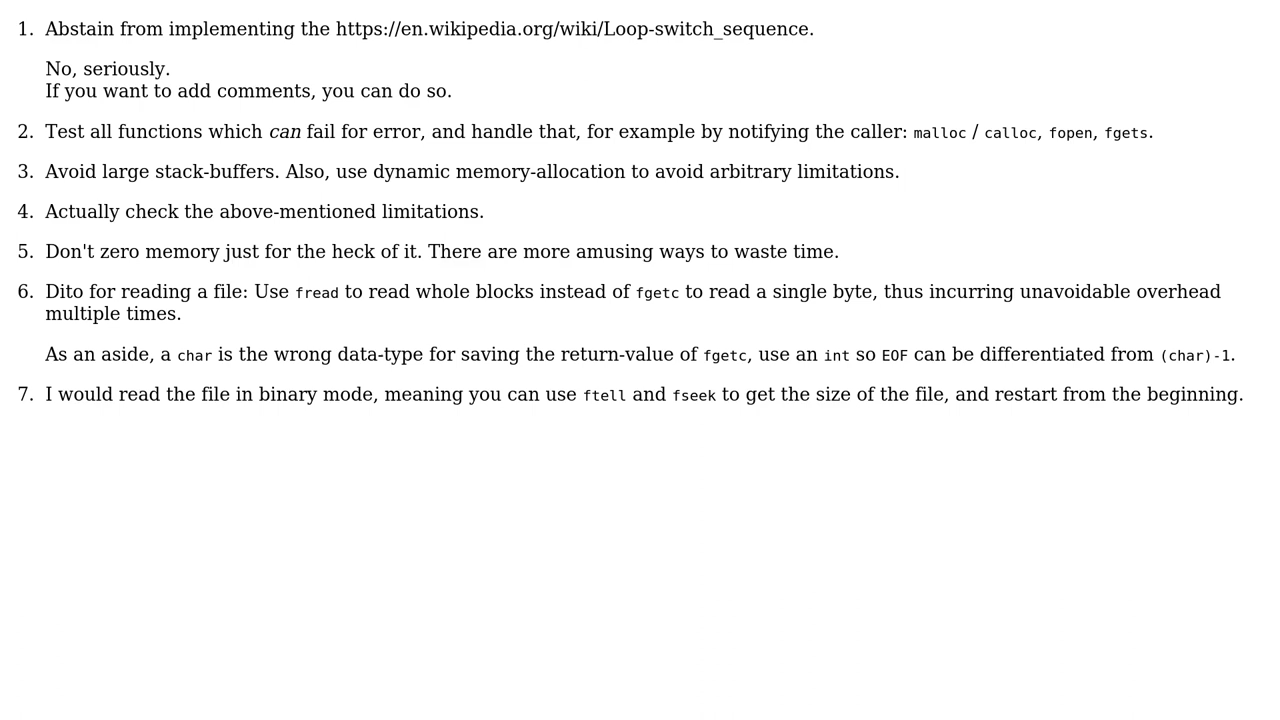 1. Abstain from implementing the https://en.wikipedia.org/wiki/Loop-switch_sequence.
No, seriously.
If you want to add comments, you can do so.
2. Test all functions which can fail for error, and handle that, for example by notifying the caller: malloc / calloc, fopen, fgets.
3. Avoid large stack-buffers. Also, use dynamic memory-allocation to avoid arbitrary limitations.
4. Actually check the above-mentioned limitations.
5. Don't zero memory just for the heck of it. There are more amusing ways to waste time.
6. Dito for reading a file: Use fread to read whole blocks instead of fgetc to read a single byte, thus incurring unavoidable overhead
multiple times.
As an aside, a char is the wrong data-type for saving the return-value of fgetc, use an int so EOF can be differentiated from (char)-1.
7. I would read the file in binary mode, meaning you can use ftell and fseek to get the size of the file, and restart from the beginning.